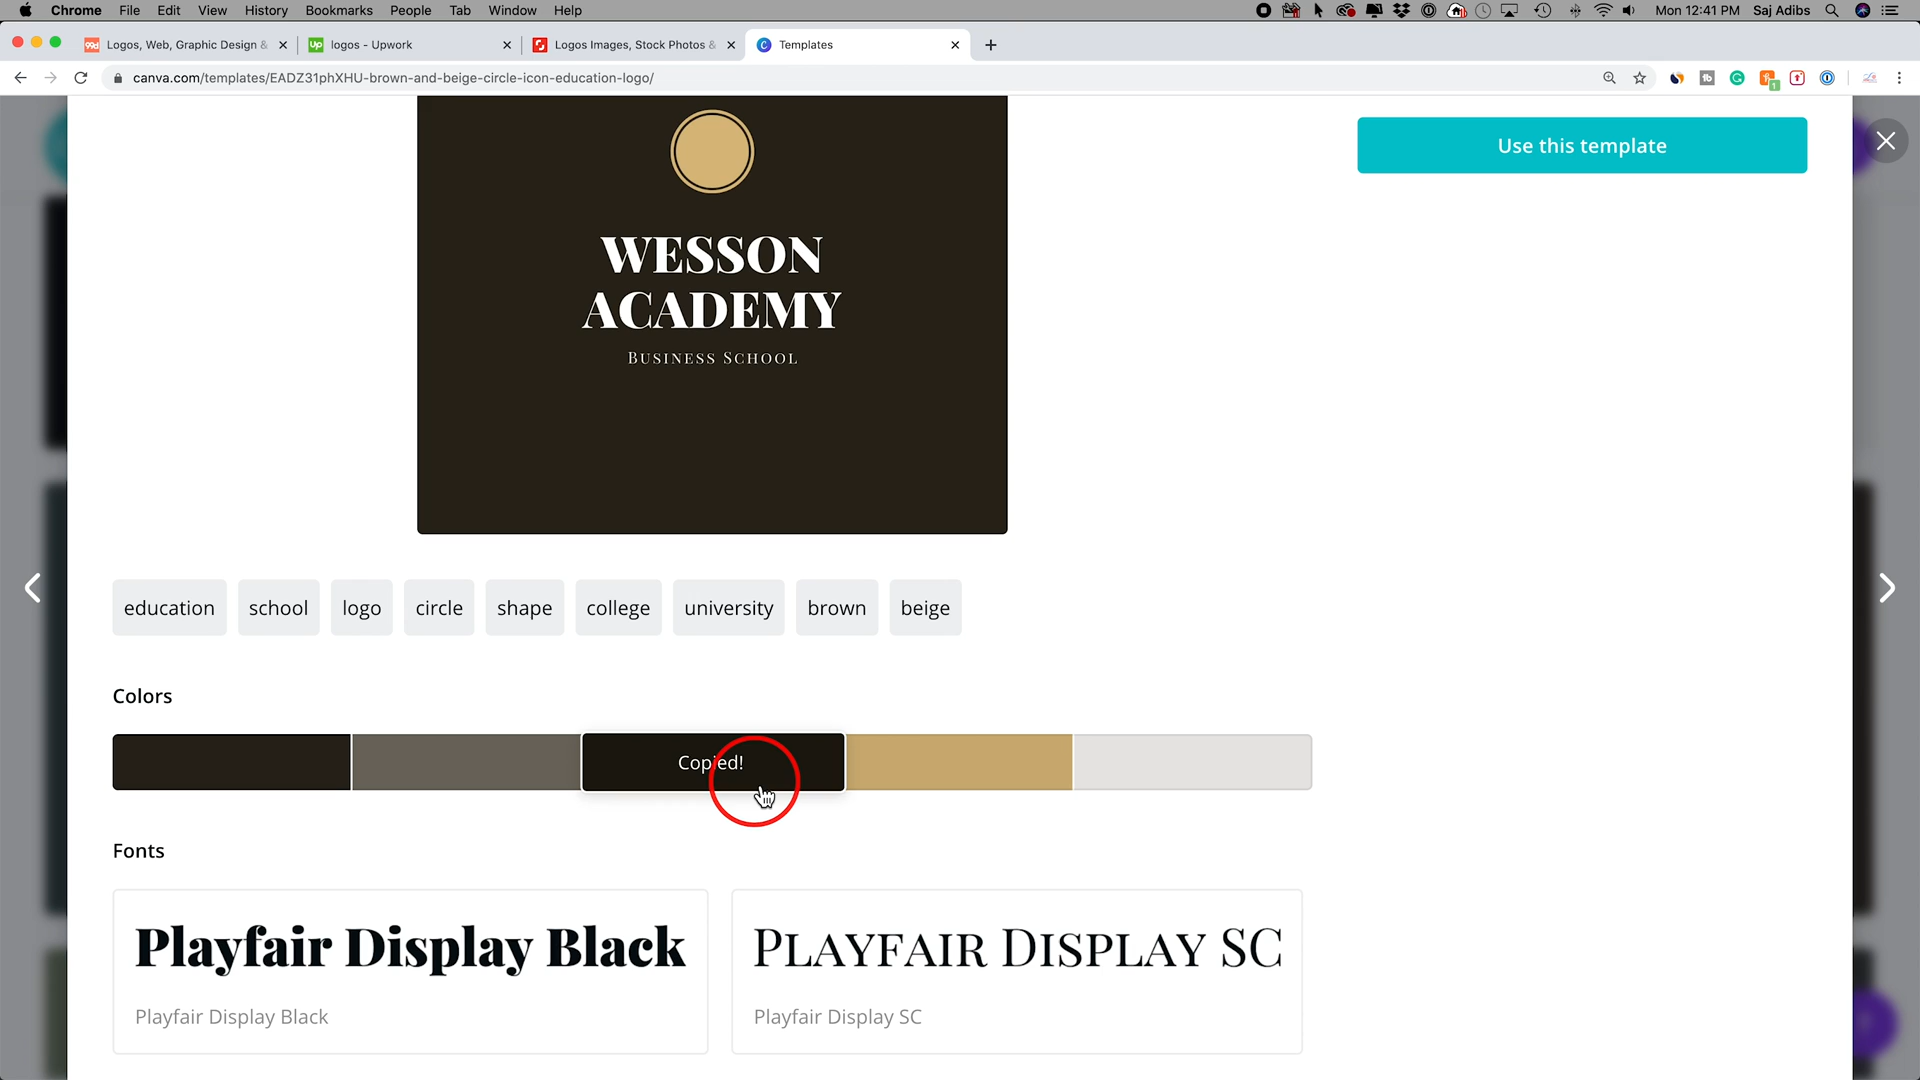 Chrome File Edit View History Bookmarks People Tab Window Help Mon 12:41 PM Saj Adibs
99d Logos, Web, Graphic Design & Up logos - Upwork Logos Images, Stock Photos & C Templates
canva.com/templates/EADZ31phXHU-brown-and-beige-circle-icon-education-logo/
Use this template
WESSON
ACADEMY
BUSINESS SCHOOL
education school logo circle shape college university brown beige
Colors
Copied!
Fonts
Playfair Display Black PLAYFAIR DISPLAY SC
Playfair Display Black Playfair Display SC